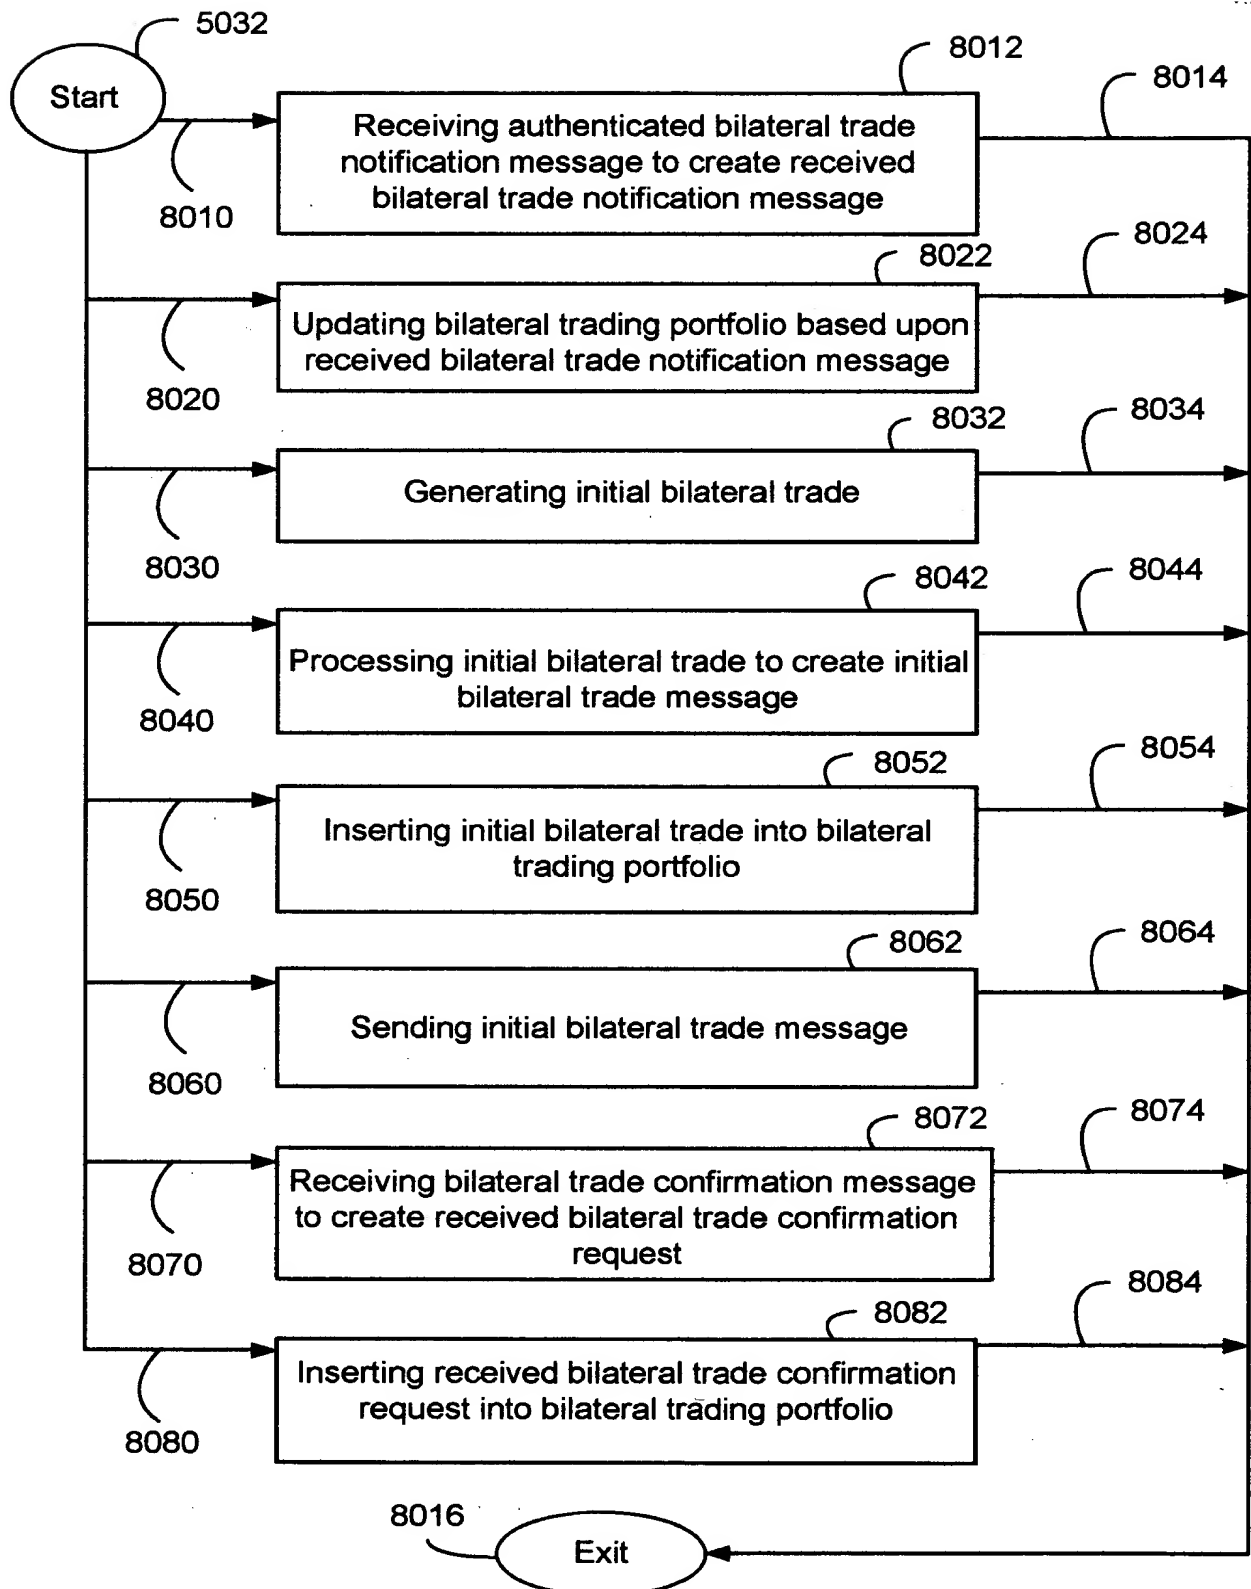 5032
Start
8012
8014
Receiving authenticated bilateral trade
notification message to create received
bilateral trade notification message
8010
8022
8024
Updating bilateral trading portfolio based upon
received bilateral trade notification message
8020
8032
8034
Generating initial bilateral trade
8030
8042
8044
Processing initial bilateral trade to create initial
bilateral trade message
8040
8052
8054
Inserting initial bilateral trade into bilateral
trading portfolio
8050
8062
8064
Sending initial bilateral trade message
8060
8072
8074
Receiving bilateral trade confirmation message
to create received bilateral trade confirmation
request
8070
8082
8084
Inserting received bilateral trade confirmation
request into bilateral trading portfolio
8080
8016
Exit